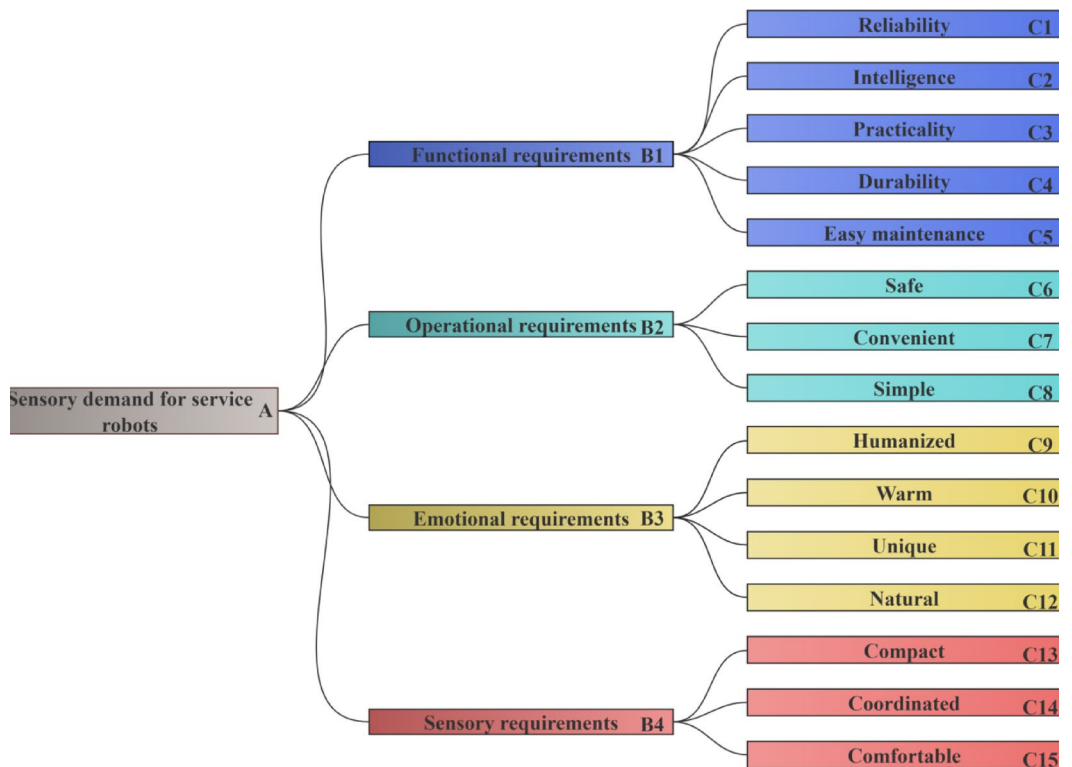 Sensory demand for service
robots
A
Functional requirements B1
Reliability C1
Intelligence C2
Practicality C3
Durability C4
Easy maintenance C5
Operational requirements B2
Safe C6
Convenient C7
Simple C8
Emotional requirements B3
Humanized C9
Warm C10
Unique C11
Natural C12
Sensory requirements B4
Compact C13
Coordinated C14
Comfortable C15